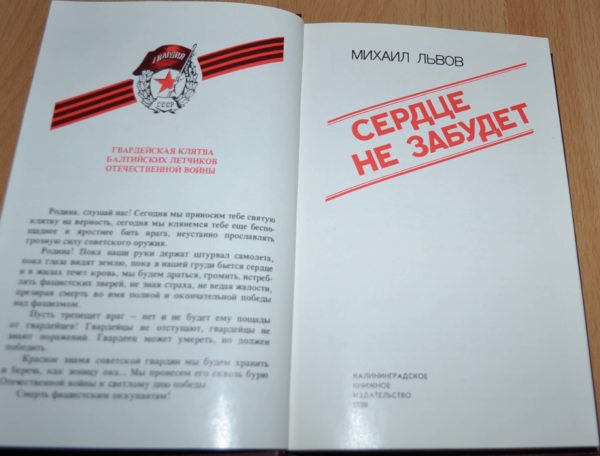 ГВАРДИЯ
СССР
ГВАРДЕЙСКАЯ КЛЯТВА
БАЛТИЙСКИХ ЛЕТЧИКОВ
ОТЕЧЕСТВЕННОЙ ВОЙНЫ
Родина, слушай нас! Сегодня мы приносим тебе святую
клятву на верность, сегодня мы клянемся тебе еще беспо-
щаднее и яростнее бить врага, неустанно прославлять
грозную силу советского оружия.
Родина! Пока наши руки держат штурвал самолета,
пока глаза видят землю, пока в нашей груди бьется сердце
и в жилах течет кровь, мы будем драться, громить, истреб-
лять фашистских зверей, не зная страха, не ведая жалости,
презирая смерть во имя полной и окончательной победы
над фашизмом.
Пусть трепещет враг — нет и не будет ему пощады
от гвардейцев! Гвардейцы не отступают, гвардейцы не
знают поражений. Гвардеец может умереть, но должен
победить.
Красное знамя советской гвардии мы будем хранить
и беречь, как зеницу ока... Мы пронесем его сквозь бурю
Отечественной войны к светлому дню победы.
Смерть фашистским оккупантам!
МИХАИЛ ЛЬВОВ
СЕРДЦЕ
НЕ ЗАБУДЕТ
КАЛИНИНГРАДСКОЕ
КНИЖНОЕ
ИЗДАТЕЛЬСТВО